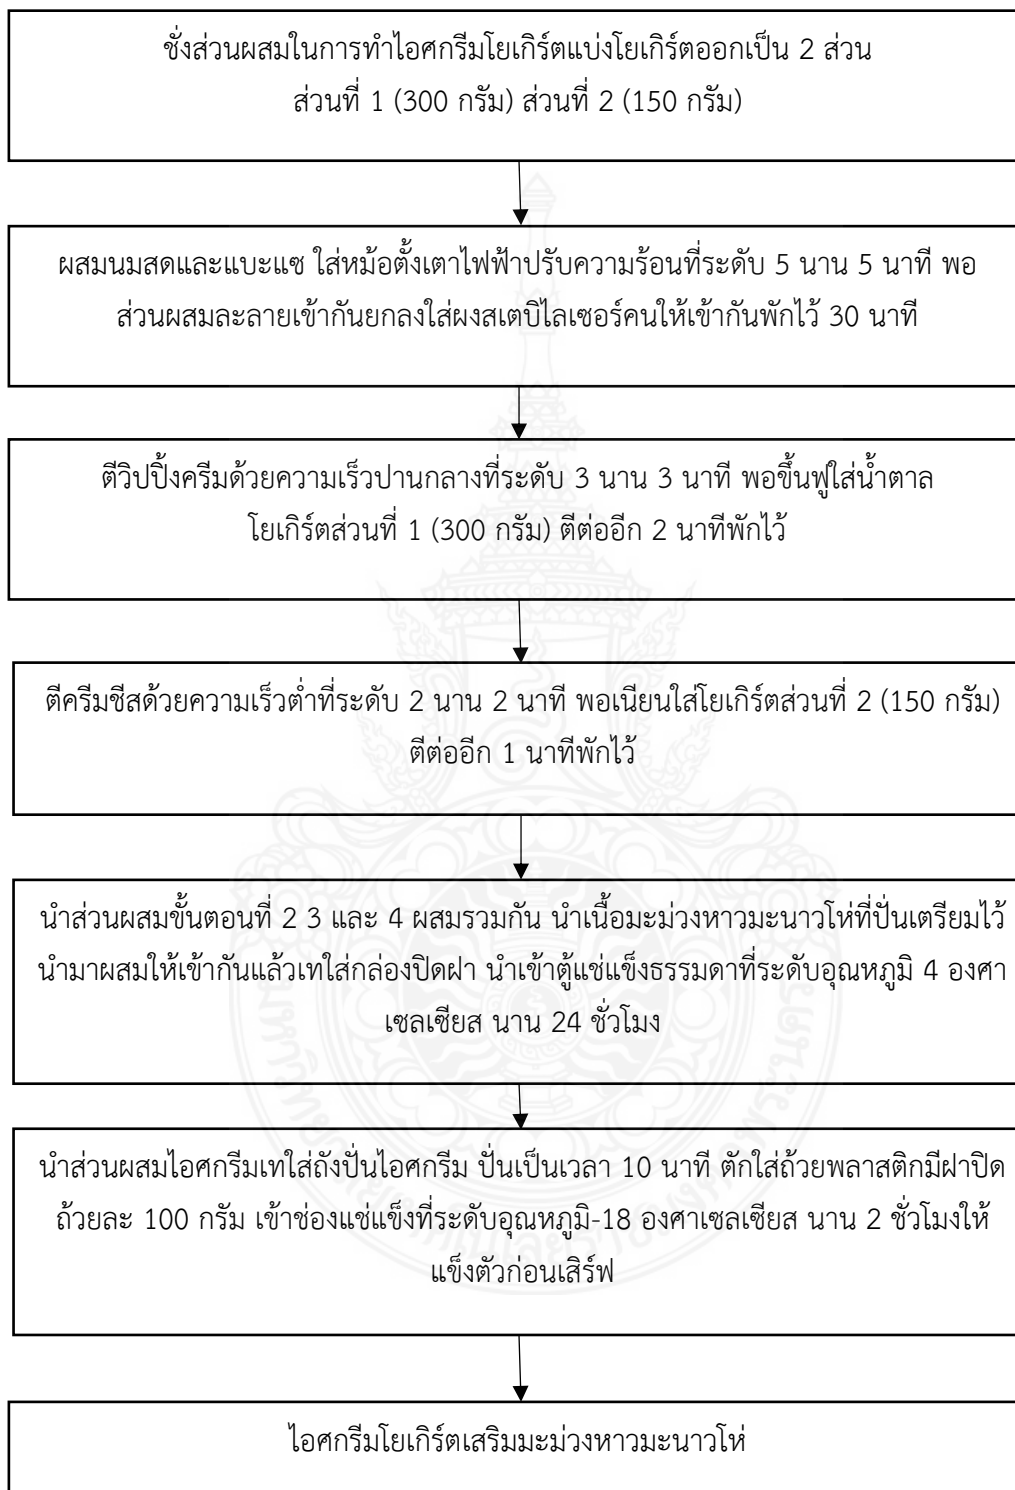 ชั่งส่วนผสมในการทำไอศกรีมโยเกิร์ตแบ่งโยเกิร์ตออกเป็น 2 ส่วน
ส่วนที่ 1 (300 กรัม) ส่วนที่ 2 (150 กรัม)
ผสมนมสดและแบะแซ ใส่หม้อตั้งเตาไฟฟ้าปรับความร้อนที่ระดับ 5 นาน 5 นาที พอ
ส่วนผสมละลายเข้ากันยกลงใส่ผงสเตบิไลเซอร์คนให้เข้ากันพักไว้ 30 นาที
ตีวิปปิ้งครีมด้วยความเร็วปานกลางที่ระดับ 3 นาน 3 นาที พอขึ้นฟูใส่น้ำตาล
โยเกิร์ตส่วนที่ 1 (300 กรัม) ตีต่ออีก 2 นาทีพักไว้
ตีครีมชีสด้วยความเร็วต่ำที่ระดับ 2 นาน 2 นาที พอเนียนใส่โยเกิร์ตส่วนที่ 2 (150 กรัม)
ตีต่ออีก 1 นาทีพักไว้
นำส่วนผสมขั้นตอนที่ 2 3 และ 4 ผสมรวมกัน นำเนื้อมะม่วงหาวมะนาวโห่ที่ปั่นเตรียมไว้
นำมาผสมให้เข้ากันแล้วเทใส่กล่องปิดฝา นำเข้าตู้แช่แข็งธรรมดาที่ระดับอุณหภูมิ 4 องศา
เซลเซียส นาน 24 ชั่วโมง
นำส่วนผสมไอศกรีมเทใส่ถังปั่นไอศกรีม ปั่นเป็นเวลา 10 นาที ตักใส่ถ้วยพลาสติกมีฝาปิด
ถ้วยละ 100 กรัม เข้าช่องแช่แข็งที่ระดับอุณหภูมิ-18 องศาเซลเซียส นาน 2 ชั่วโมงให้
แข็งตัวก่อนเสิร์ฟ
ไอศกรีมโยเกิร์ตเสริมมะม่วงหาวมะนาวโห่
มหาวิทยาลัยเทคโนโลยีราชมงคลพระนคร